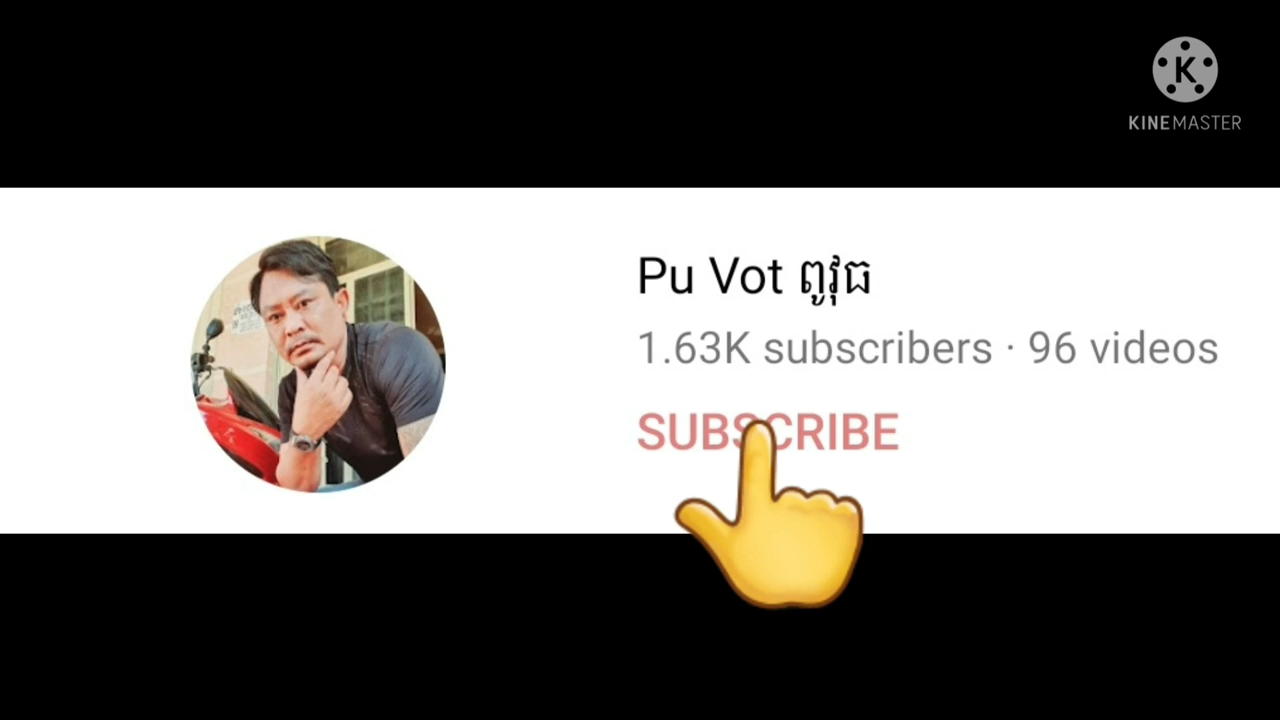 K
KINEMASTER
Pu Vot ពូវុធ
1.63K subscribers · 96 videos
SUBSCRIBE